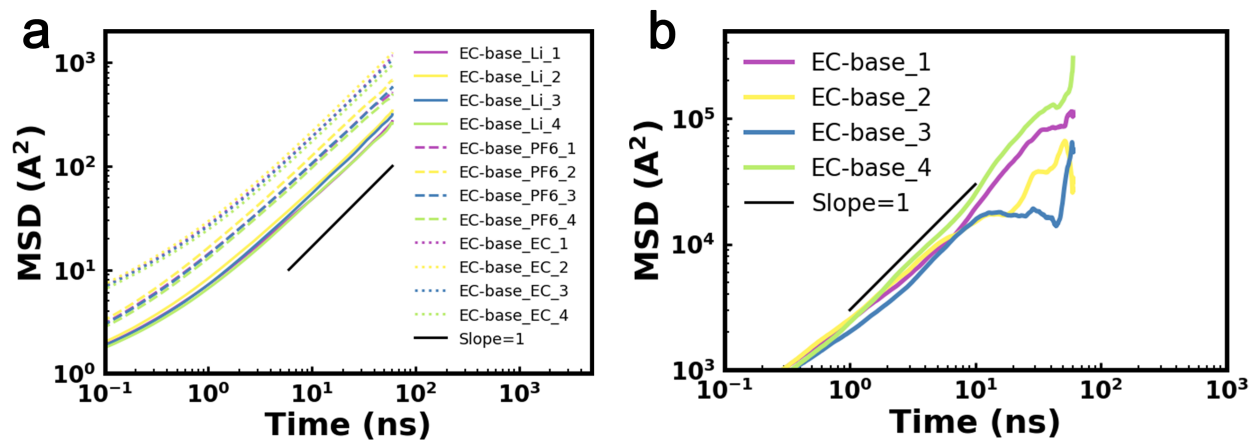 a
MSD (A²)
10³
10²
10¹
10⁰
10⁻¹
10⁰
10¹
10²
10³
Time (ns)
EC-base_Li_1
EC-base_Li_2
EC-base_Li_3
EC-base_Li_4
EC-base_PF6_1
EC-base_PF6_2
EC-base_PF6_3
EC-base_PF6_4
EC-base_EC_1
EC-base_EC_2
EC-base_EC_3
EC-base_EC_4
Slope=1
b
MSD (A²)
10⁵
10⁴
10³
10⁻¹
10⁰
10¹
10²
10³
Time (ns)
EC-base_1
EC-base_2
EC-base_3
EC-base_4
Slope=1